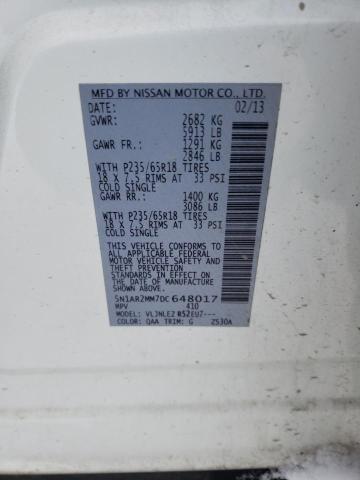 MFD BY NISSAN MOTOR CO., LTD.
DATE: 02/13
GVWR: 2682 KG
5913 LB
GAWR FR.: 1291 KG
2846 LB
WITH P235/65R18 TIRES
18 X 7.5 RIMS AT 33 PSI
COLD SINGLE
GAWR RR.: 1400 KG
3086 LB
WITH P235/65R18 TIRES
18 X 7.5 RIMS AT 33 PSI
COLD SINGLE
THIS VEHICLE CONFORMS
TO ALL APPLICABLE FEDERAL
MOTOR VEHICLE SAFETY AND
THEFT PREVENTION
STANDARDS IN EFFECT ON
THE DATE OF MANUFACTURE
SHOWN ABOVE.
5N1AR2MM7DC648017
MPV 410
MODEL: VLJNLE2 R52EU7---
COLOR: QAA TRIM: G 2S30A